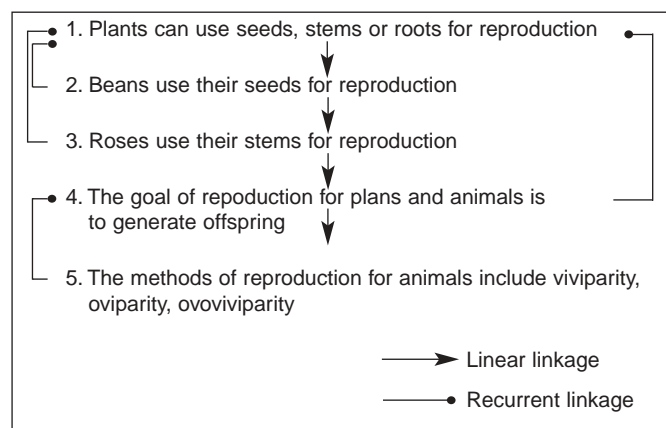 1. Plants can use seeds, stems or roots for reproduction
2. Beans use their seeds for reproduction
3. Roses use their stems for reproduction
4. The goal of repoduction for plans and animals is
to generate offspring
5. The methods of reproduction for animals include viviparity,
oviparity, ovoviviparity
Linear linkage
Recurrent linkage